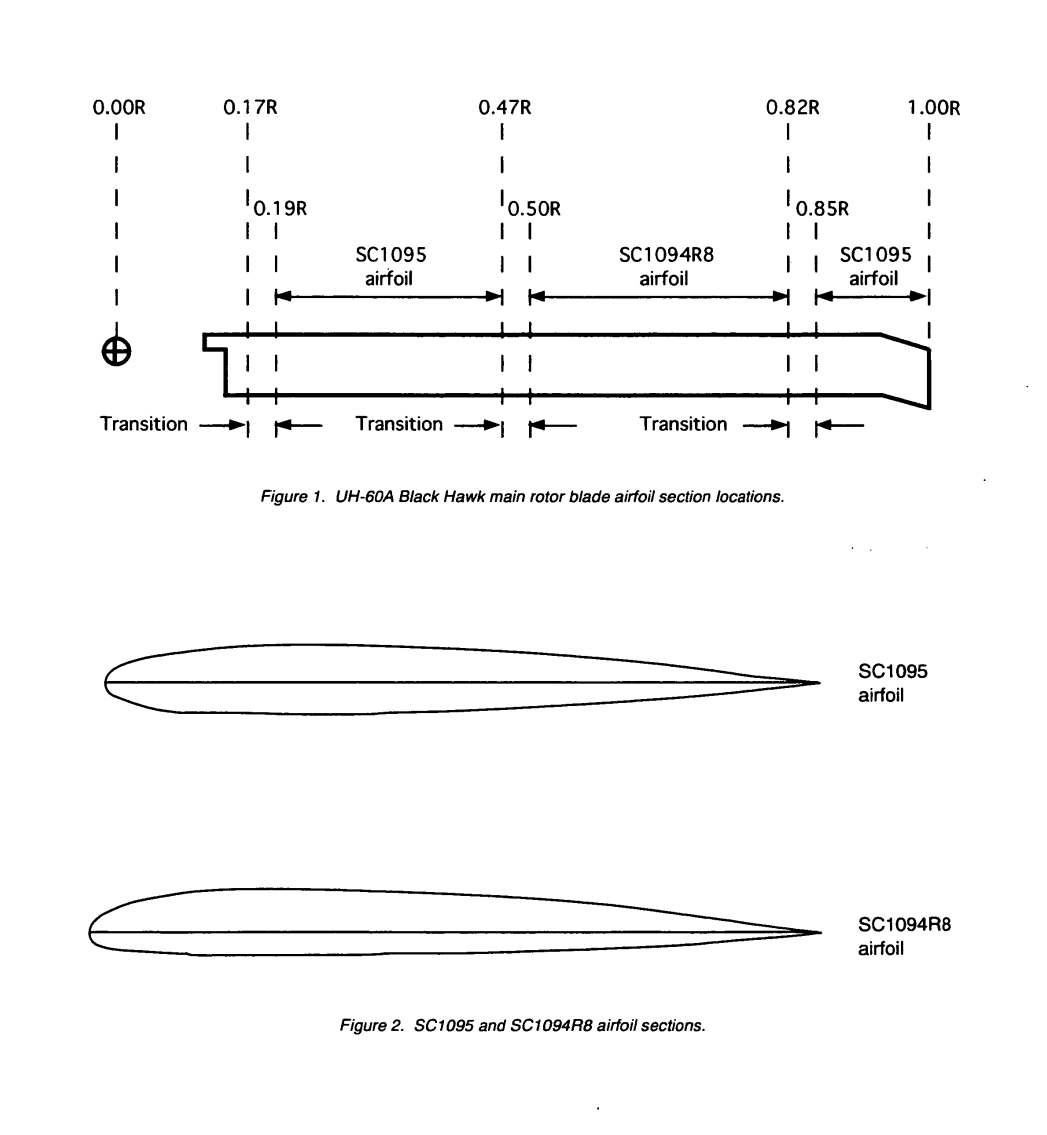 0.00R 0.17R 0.47R 0.82R 1.00R
0.19R 0.50R 0.85R
SC1095 airfoil
SC1094R8 airfoil
SC1095 airfoil
Transition Transition Transition
Figure 1. UH-60A Black Hawk main rotor blade airfoil section locations.
SC1095
airfoil
SC1094R8
airfoil
Figure 2. SC1095 and SC1094R8 airfoil sections.